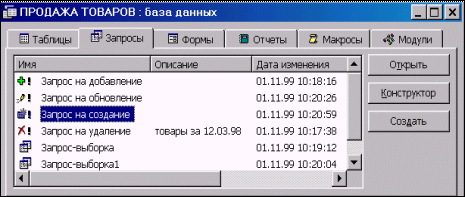 ПРОДАЖА ТОВАРОВ : база данных
Таблицы Запросы Формы Отчеты Макросы Модули
Имя Описание Дата изменения
Запрос на добавление 01.11.99 10:18:16
Запрос на обновление 01.11.99 10:20:26
Запрос на создание 01.11.99 10:20:59
Запрос на удаление товары за 12.03.98 01.11.99 10:17:38
Запрос-выборка 01.11.99 10:19:12
Запрос-выборка1 01.11.99 10:20:04
Открыть
Конструктор
Создать